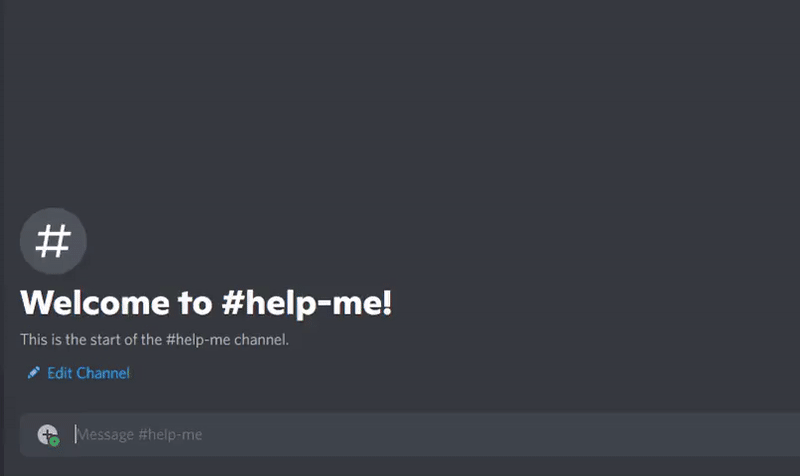 #
Welcome to #help-me!
This is the start of the #help-me channel.
Edit Channel
Message #help-me